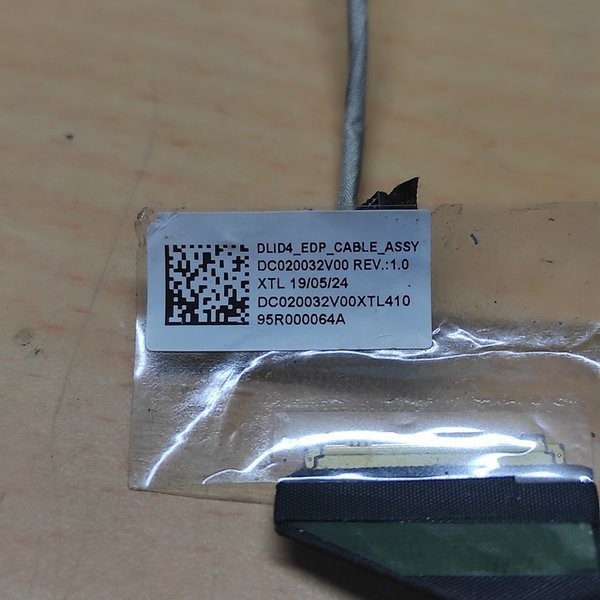 DLID4_EDP_CABLE_ASSY
DC020032V00 REV.:1.0
XTL 19/05/24
DC020032V00XTL410
95R000064A